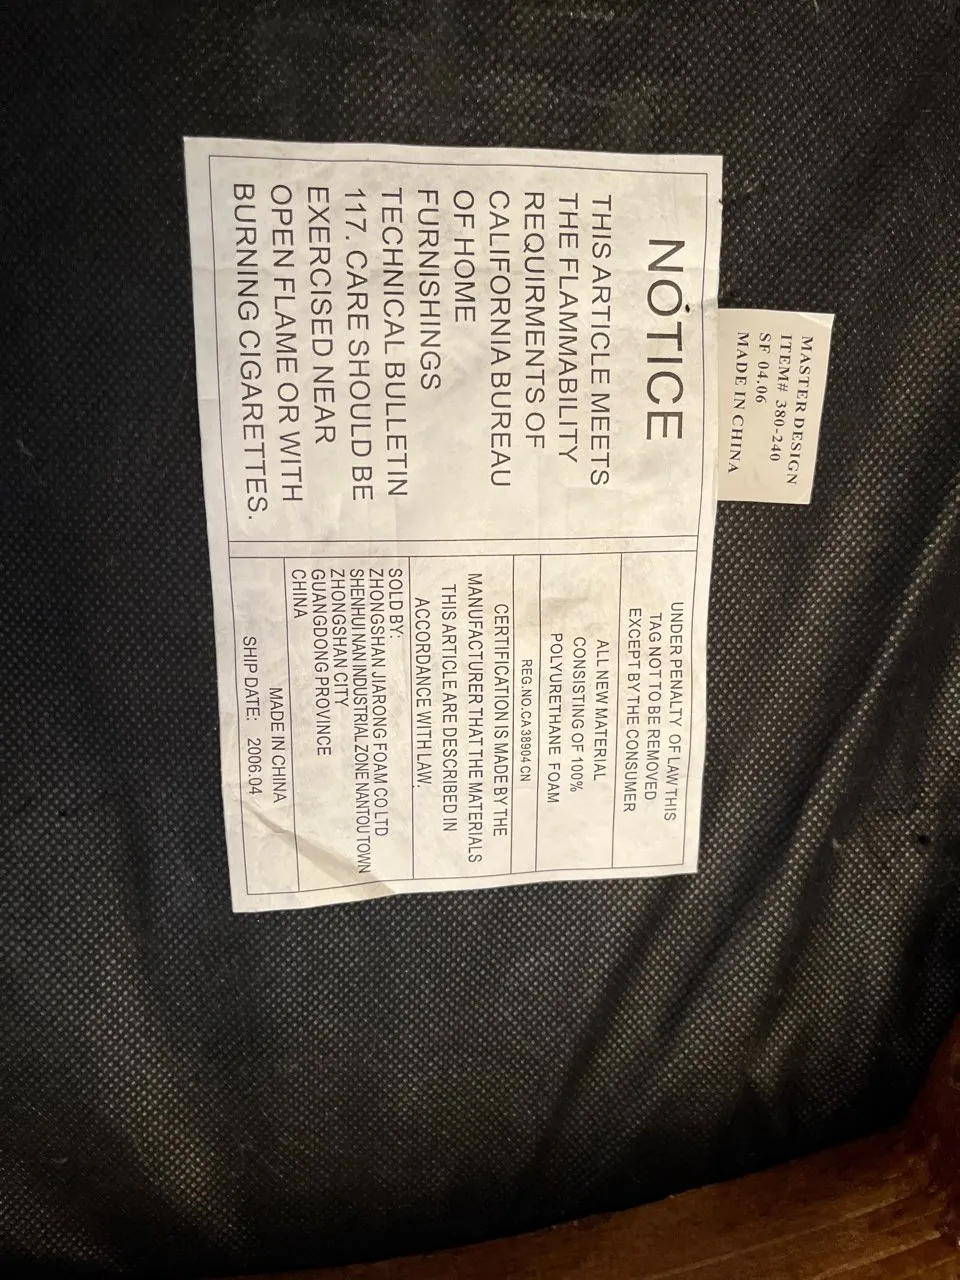 MASTER DESIGN
ITEM# 380-240
SF 04.06
MADE IN CHINA
NOTICE
THIS ARTICLE MEETS
THE FLAMMABILITY
REQUIRMENTS OF
CALIFORNIA BUREAU
OF HOME
FURNISHINGS
TECHNICAL BULLETIN
117. CARE SHOULD BE
EXERCISED NEAR
OPEN FLAME OR WITH
BURNING CIGARETTES.
UNDER PENALTY OF LAW THIS
TAG NOT TO BE REMOVED
EXCEPT BY THE CONSUMER
ALL NEW MATERIAL
CONSISTING OF 100%
POLYURETHANE FOAM
REG.NO.CA38904CN
CERTIFICATION IS MADE BY THE
MANUFACTURER THAT THE MATERIALS
THIS ARTICLE ARE DESCRIBED IN
ACCORDANCE WITH LAW.
SOLD BY:
ZHONGSHAN JIARONG FOAM CO LTD
SHENHUI NAN INDUSTRIAL ZONE NANTOU TOWN
ZHONGSHAN CITY
GUANGDONG PROVINCE
CHINA
MADE IN CHINA
SHIP DATE: 2006.04